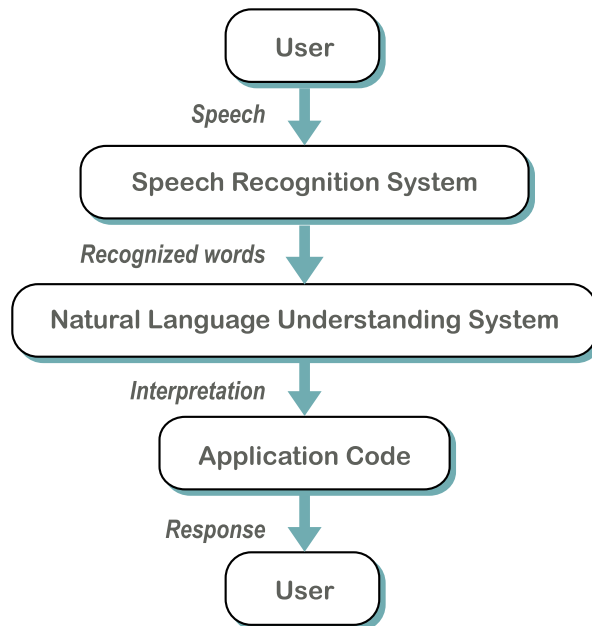 User
Speech
Speech Recognition System
Recognized words
Natural Language Understanding System
Interpretation
Application Code
Response
User